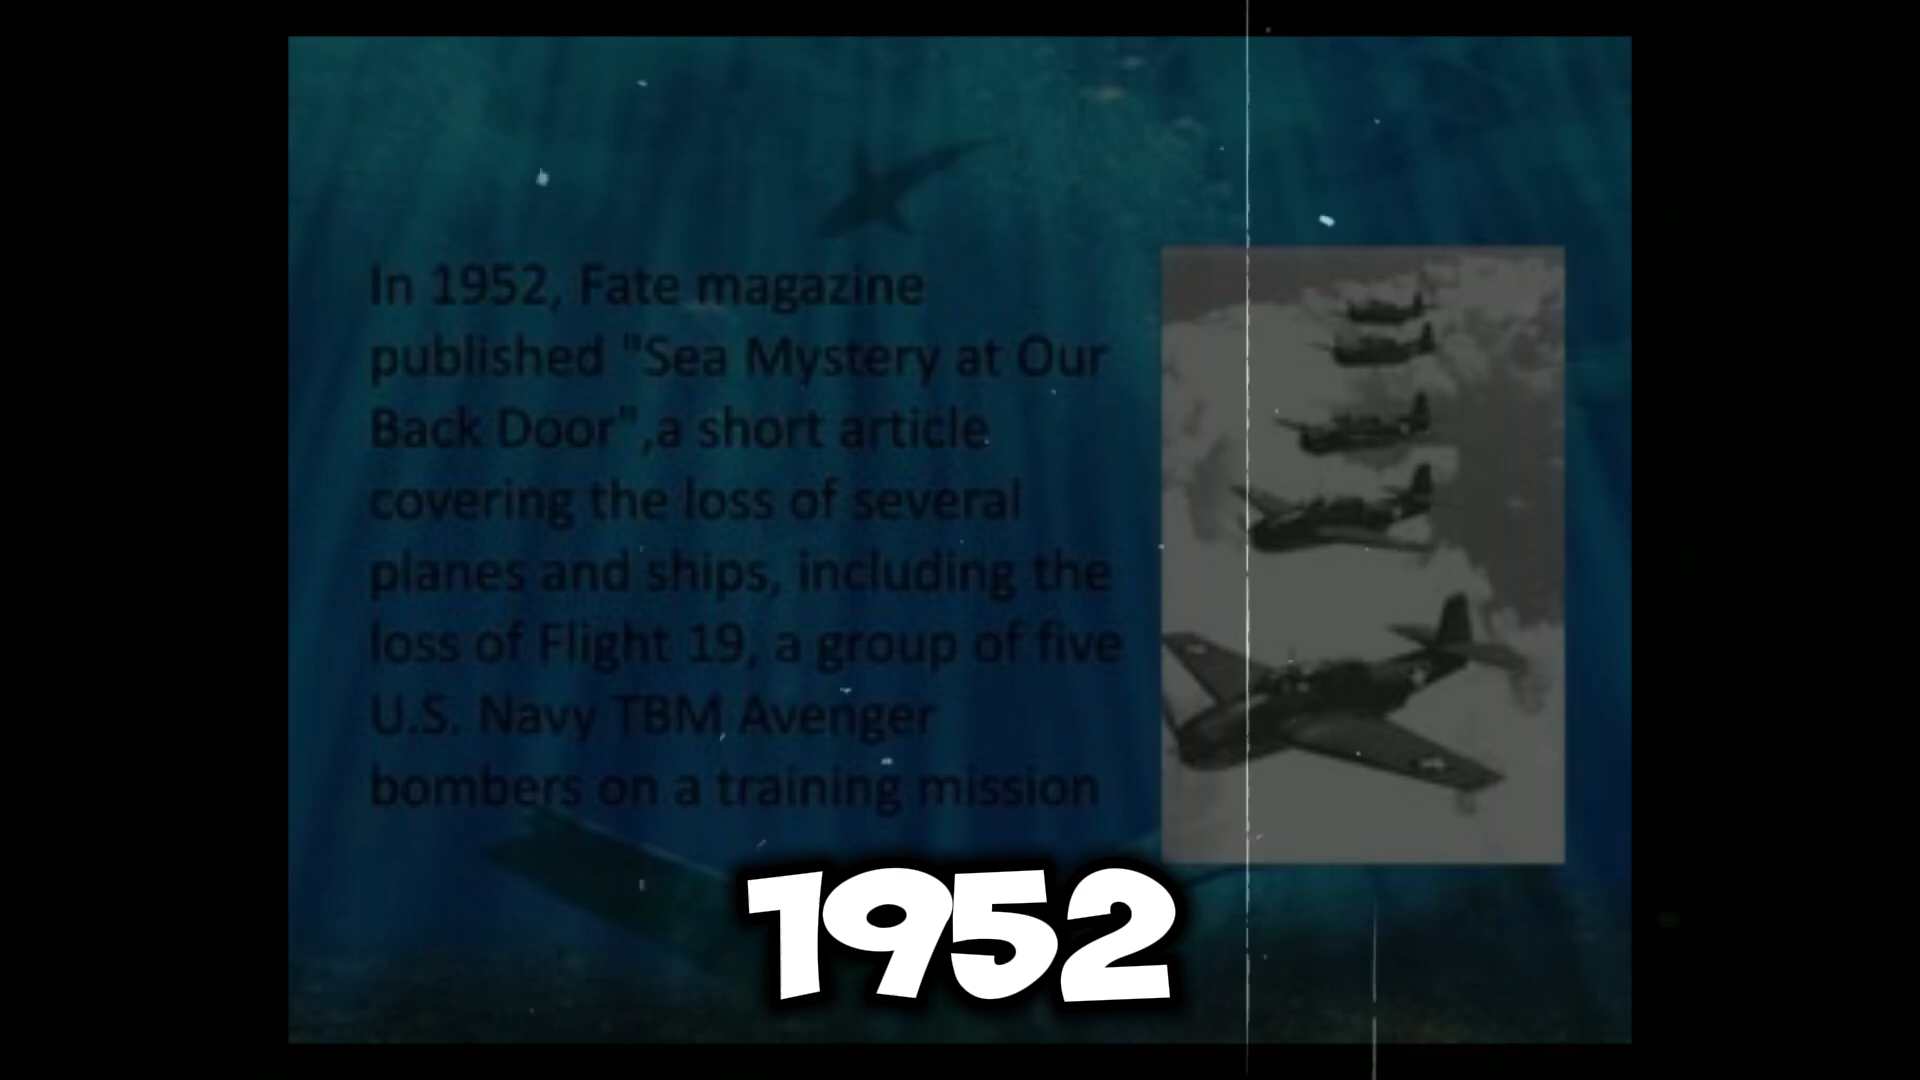 In 1952, Fate magazine
published "Sea Mystery at Our
Back Door",a short article
covering the loss of several
planes and ships, including the
loss of Flight 19, a group of five
U.S. Navy TBM Avenger
bombers on a training mission
1952